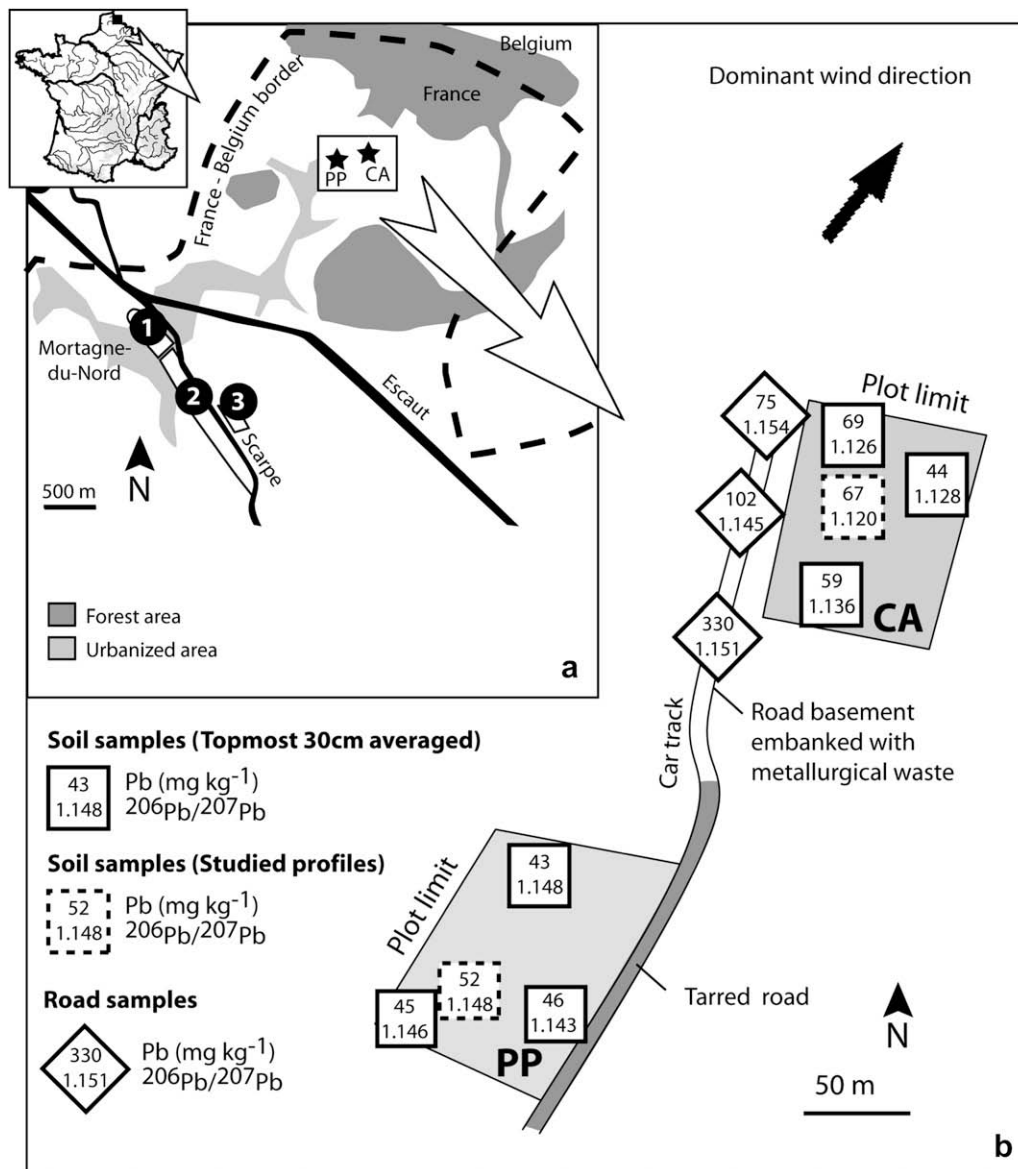 Belgium
France
France - Belgium border
PP
CA
1
Mortagne-
du-Nord
2
3
Scarpe
Escaut
N
500 m
Forest area
Urbanized area
a
Dominant wind direction
Plot limit
75
1.154
69
1.126
44
1.128
102
1.145
67
1.120
59
1.136
CA
330
1.151
Car track
Road basement
embanked with
metallurgical waste
Soil samples (Topmost 30cm averaged)
43
1.148
Pb (mg kg⁻¹)
²⁰⁶Pb/²⁰⁷Pb
Soil samples (Studied profiles)
52
1.148
Pb (mg kg⁻¹)
²⁰⁶Pb/²⁰⁷Pb
Road samples
330
1.151
Pb (mg kg⁻¹)
²⁰⁶Pb/²⁰⁷Pb
Plot limit
43
1.148
52
1.148
45
1.146
46
1.143
PP
Tarred road
N
50 m
b